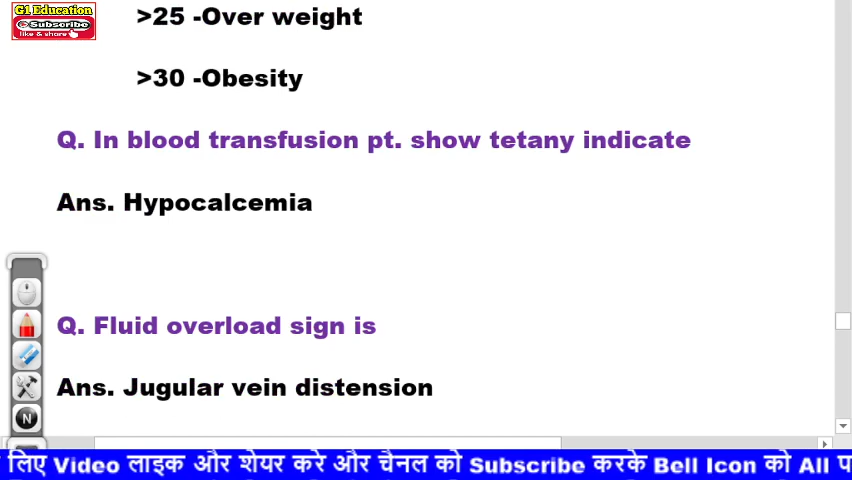 G1 Education
Subscribe
like & share
>25 -Over weight
>30 -Obesity
Q. In blood transfusion pt. show tetany indicate
Ans. Hypocalcemia
Q. Fluid overload sign is
Ans. Jugular vein distension
N
लिए Video लाइक और शेयर करे और चैनल को Subscribe करके Bell Icon को All